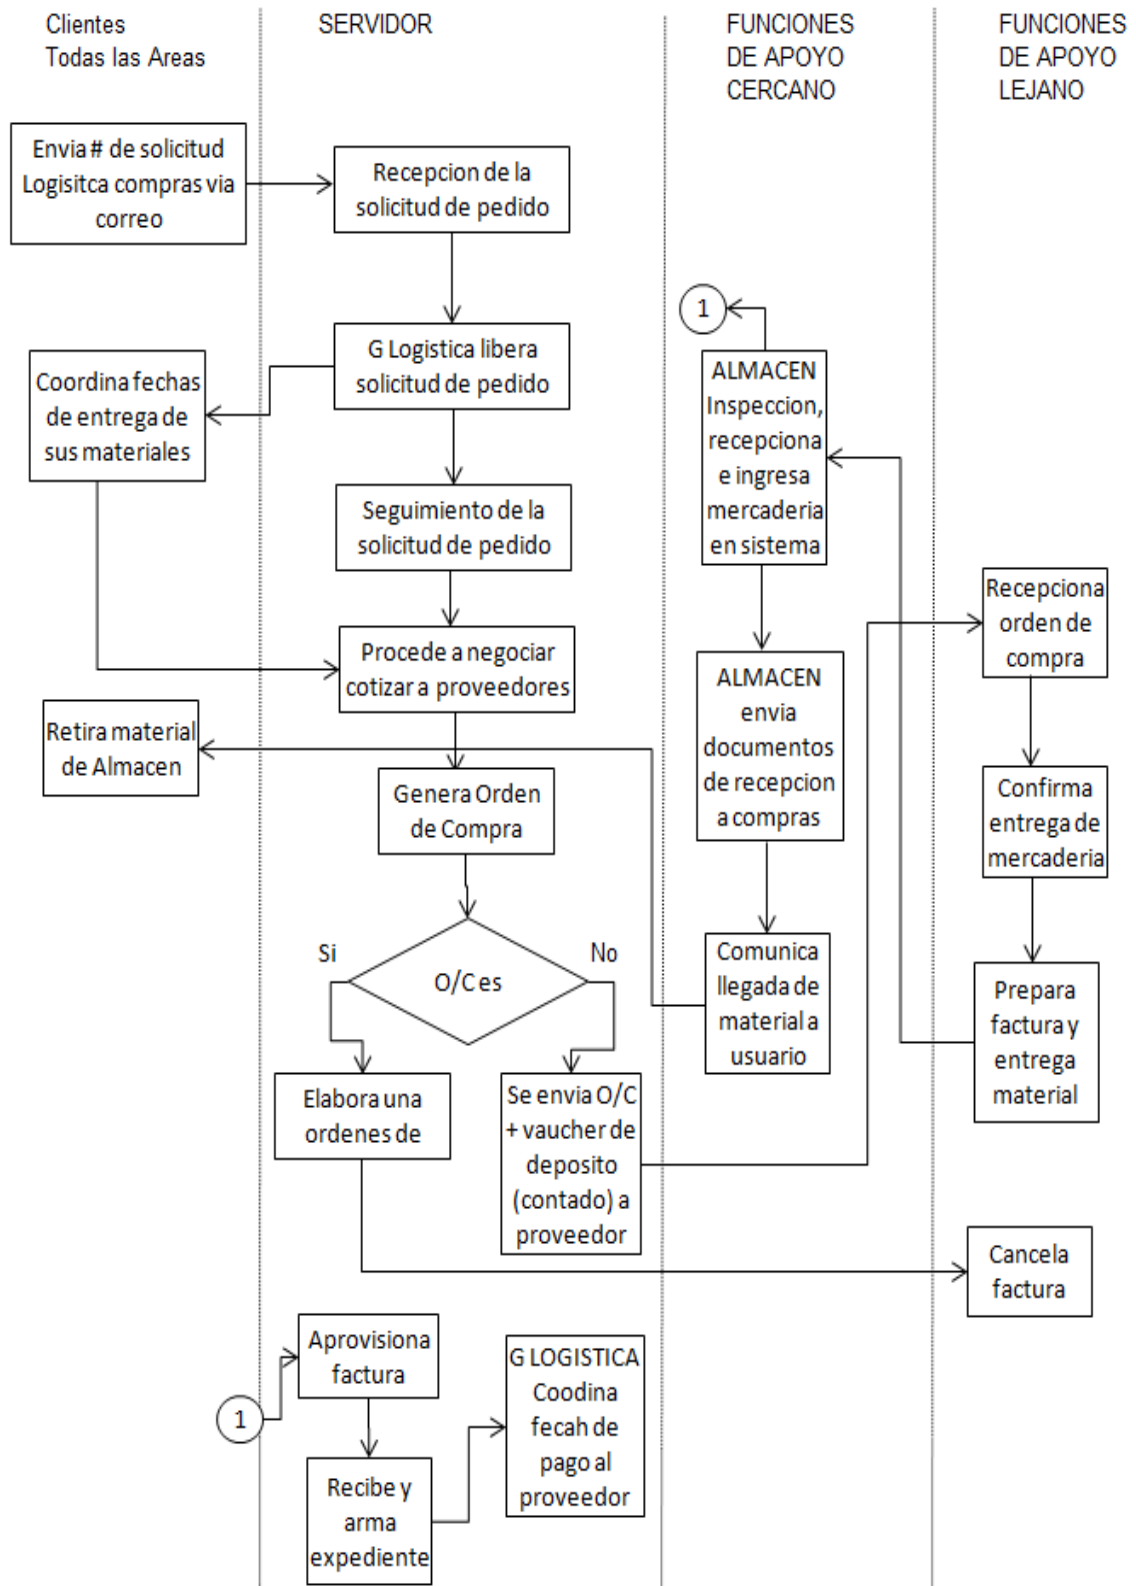 Clientes
Todas las Areas
SERVIDOR
FUNCIONES
DE APOYO
CERCANO
FUNCIONES
DE APOYO
LEJANO
Envia # de solicitud
Logisitca compras via
correo
Recepcion de la
solicitud de pedido
1
G Logistica libera
solicitud de pedido
Coordina fechas
de entrega de
sus materiales
ALMACEN
Inspeccion,
recepciona
e ingresa
mercaderia
en sistema
Seguimiento de la
solicitud de pedido
Recepciona
orden de
compra
Procede a negociar
cotizar a proveedores
ALMACEN
envia
documentos
de recepcion
a compras
Retira material
de Almacen
Genera Orden
de Compra
Confirma
entrega de
mercaderia
Si
No
O/C es
Comunica
llegada de
material a
usuario
Prepara
factura y
entrega
material
Elabora una
ordenes de
Se envia O/C
+ vaucher de
deposito
(contado) a
proveedor
Cancela
factura
Aprovisiona
factura
1
G LOGISTICA
Coodina
fecah de
pago al
proveedor
Recibe y
arma
expediente